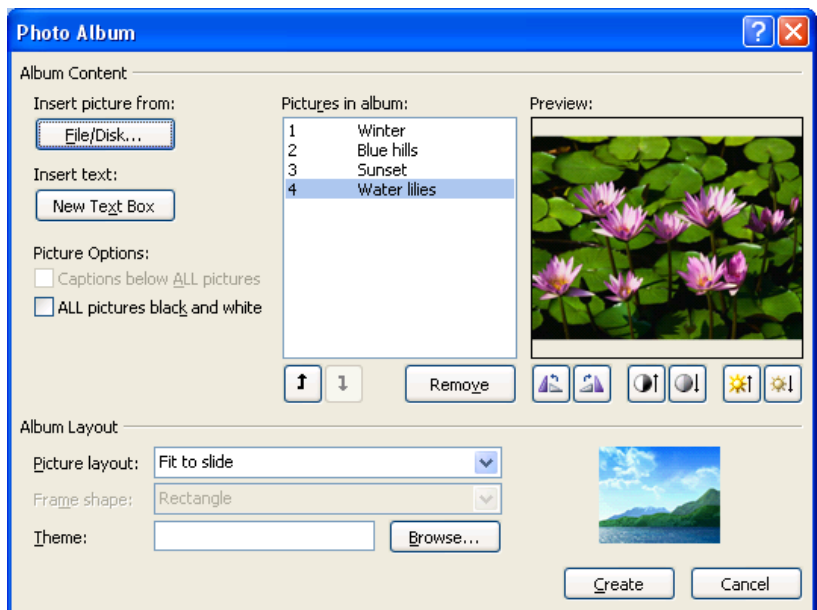 Photo Album
Album Content
Insert picture from:
File/Disk...
Insert text:
New Text Box
Picture Options:
Captions below ALL pictures
ALL pictures black and white
Pictures in album:
1 Winter
2 Blue hills
3 Sunset
4 Water lilies
Remove
Preview:
Album Layout
Picture layout: Fit to slide
Frame shape: Rectangle
Theme:
Browse...
Create
Cancel